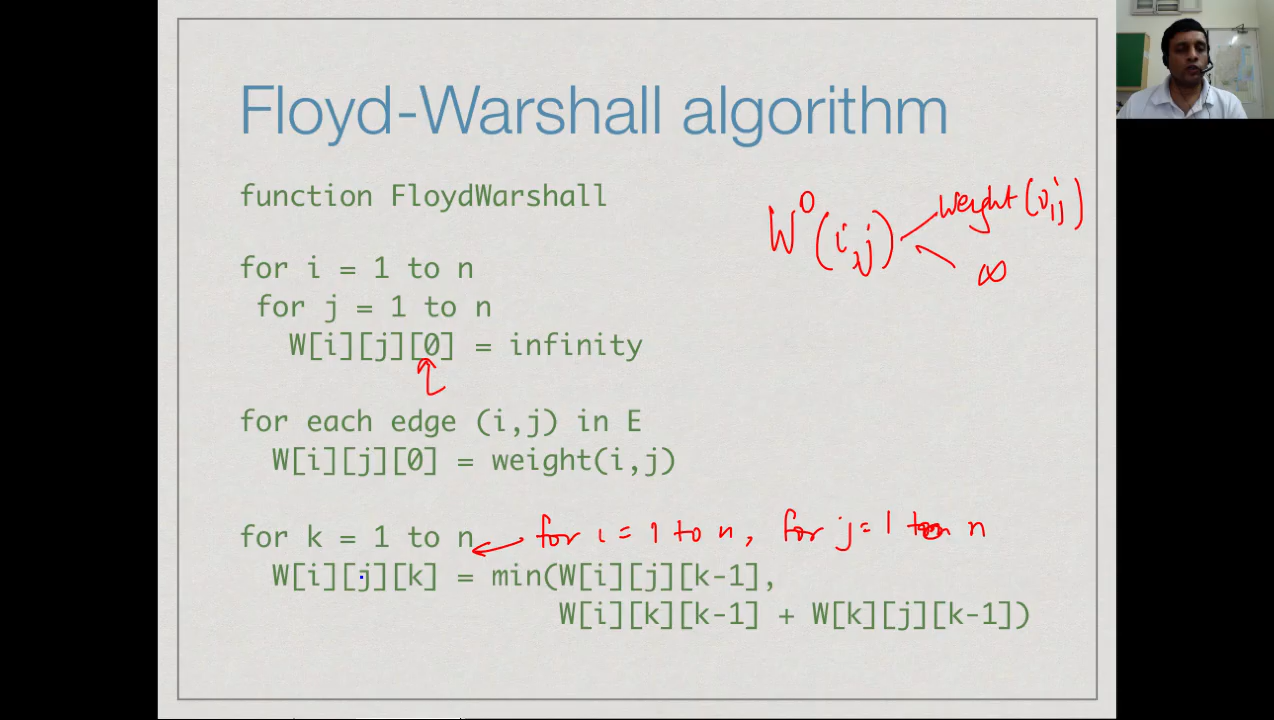 Floyd-Warshall algorithm
function FloydWarshall
W⁰(i,j) weight(i,j)
∞
for i = 1 to n
for j = 1 to n
W[i][j][0] = infinity
for each edge (i,j) in E
W[i][j][0] = weight(i,j)
for k = 1 to n for i = 1 to n, for j = 1 to n
W[i][j][k] = min(W[i][j][k-1],
W[i][k][k-1] + W[k][j][k-1])